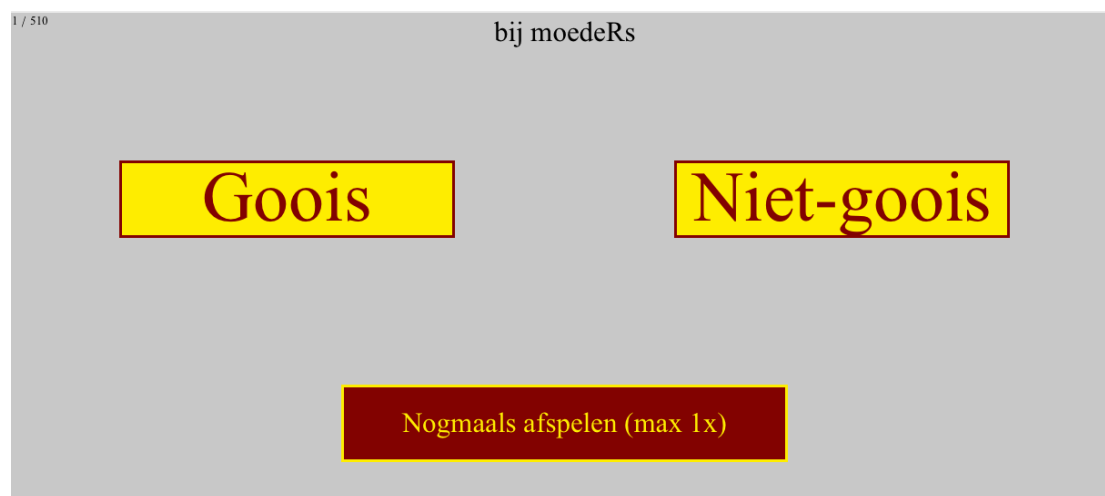 1 / 510
bij moedeRs
Goois
Niet-goois
Nogmaals afspelen (max 1x)